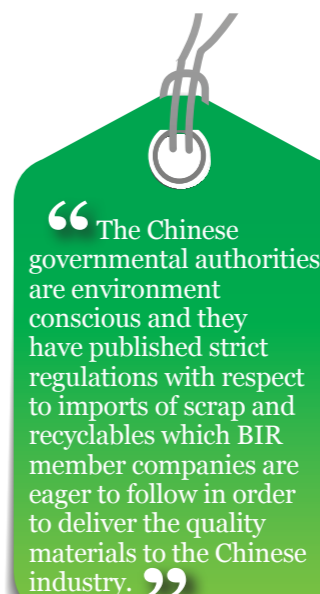 “ The Chinese
governmental authorities
are environment
conscious and they
have published strict
regulations with respect
to imports of scrap and
recyclables which BIR
member companies are
eager to follow in order
to deliver the quality
materials to the Chinese
industry. ”